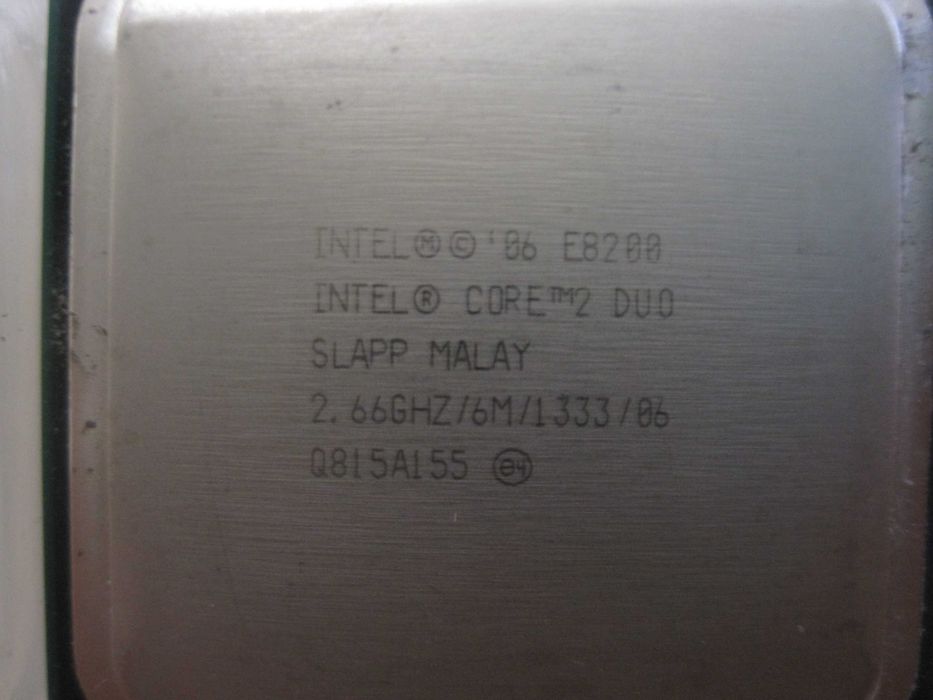 INTEL Ⓜ © '06 E8200
INTEL® CORE™2 DUO
SLAPP MALAY
2.66GHZ/6M/1333/06
Q815A155 e4